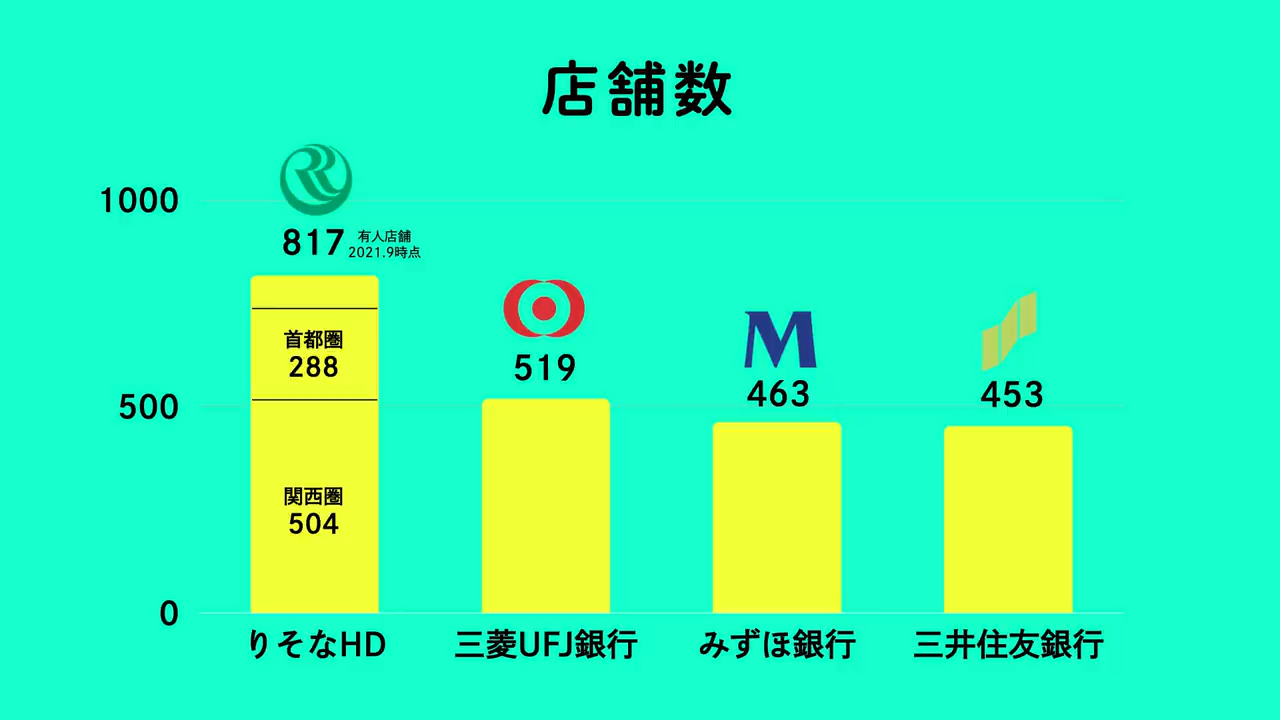 店舗数
1000
817
有人店舗
2021.9時点
首都圏
288
519
463
453
500
関西圏
504
0
りそなHD
三菱UFJ銀行
みずほ銀行
三井住友銀行